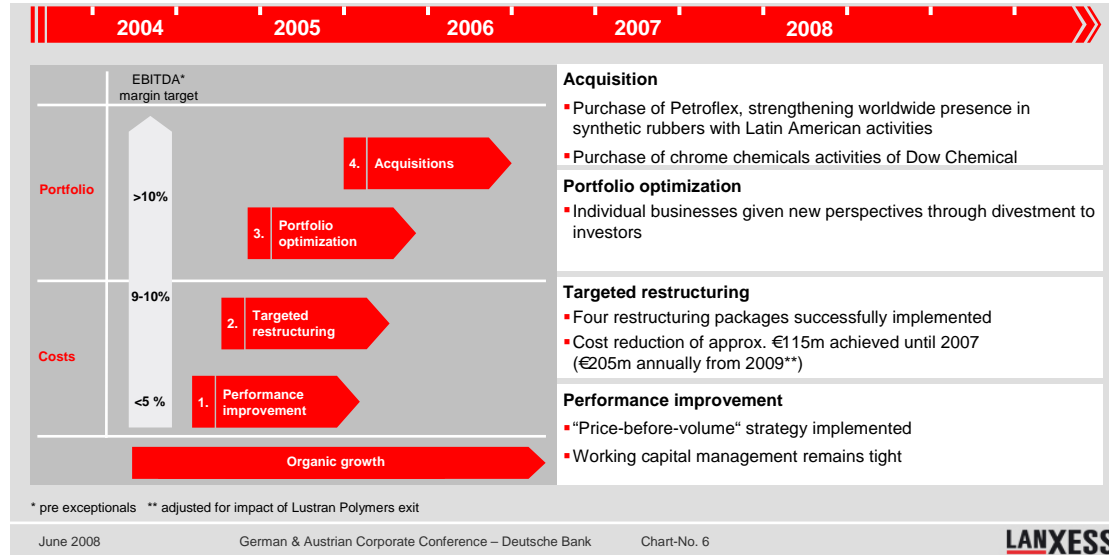 2004 2005 2006 2007 2008
EBITDA*
margin target
Portfolio
>10%
9-10%
Costs
<5 %
4. Acquisitions
3. Portfolio
optimization
2. Targeted
restructuring
1. Performance
improvement
Organic growth
Acquisition
▪Purchase of Petroflex, strengthening worldwide presence in
synthetic rubbers with Latin American activities
▪Purchase of chrome chemicals activities of Dow Chemical
Portfolio optimization
▪Individual businesses given new perspectives through divestment to
investors
Targeted restructuring
▪Four restructuring packages successfully implemented
▪Cost reduction of approx. €115m achieved until 2007
(€205m annually from 2009**)
Performance improvement
▪“Price-before-volume“ strategy implemented
▪Working capital management remains tight
* pre exceptionals ** adjusted for impact of Lustran Polymers exit
June 2008 German & Austrian Corporate Conference – Deutsche Bank Chart-No. 6
LANXESS